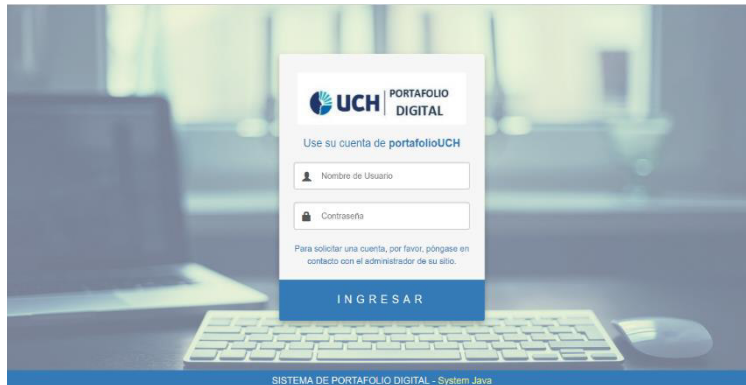 UCH PORTAFOLIO
DIGITAL
Use su cuenta de portafolioUCH
Nombre de Usuario
Contraseña
Para solicitar una cuenta, por favor, póngase en
contacto con el administrador de su sitio.
INGRESAR
SISTEMA DE PORTAFOLIO DIGITAL - System Java